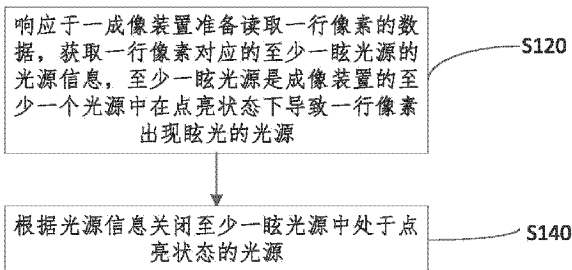 响应于一成像装置准备读取一行像素的数
据，获取一行像素对应的至少一眩光源的
光源信息，至少一眩光源是成像装置的至
少一个光源中在点亮状态下导致一行像素
出现眩光的光源
S120
根据光源信息关闭至少一眩光源中处于点
亮状态的光源
S140